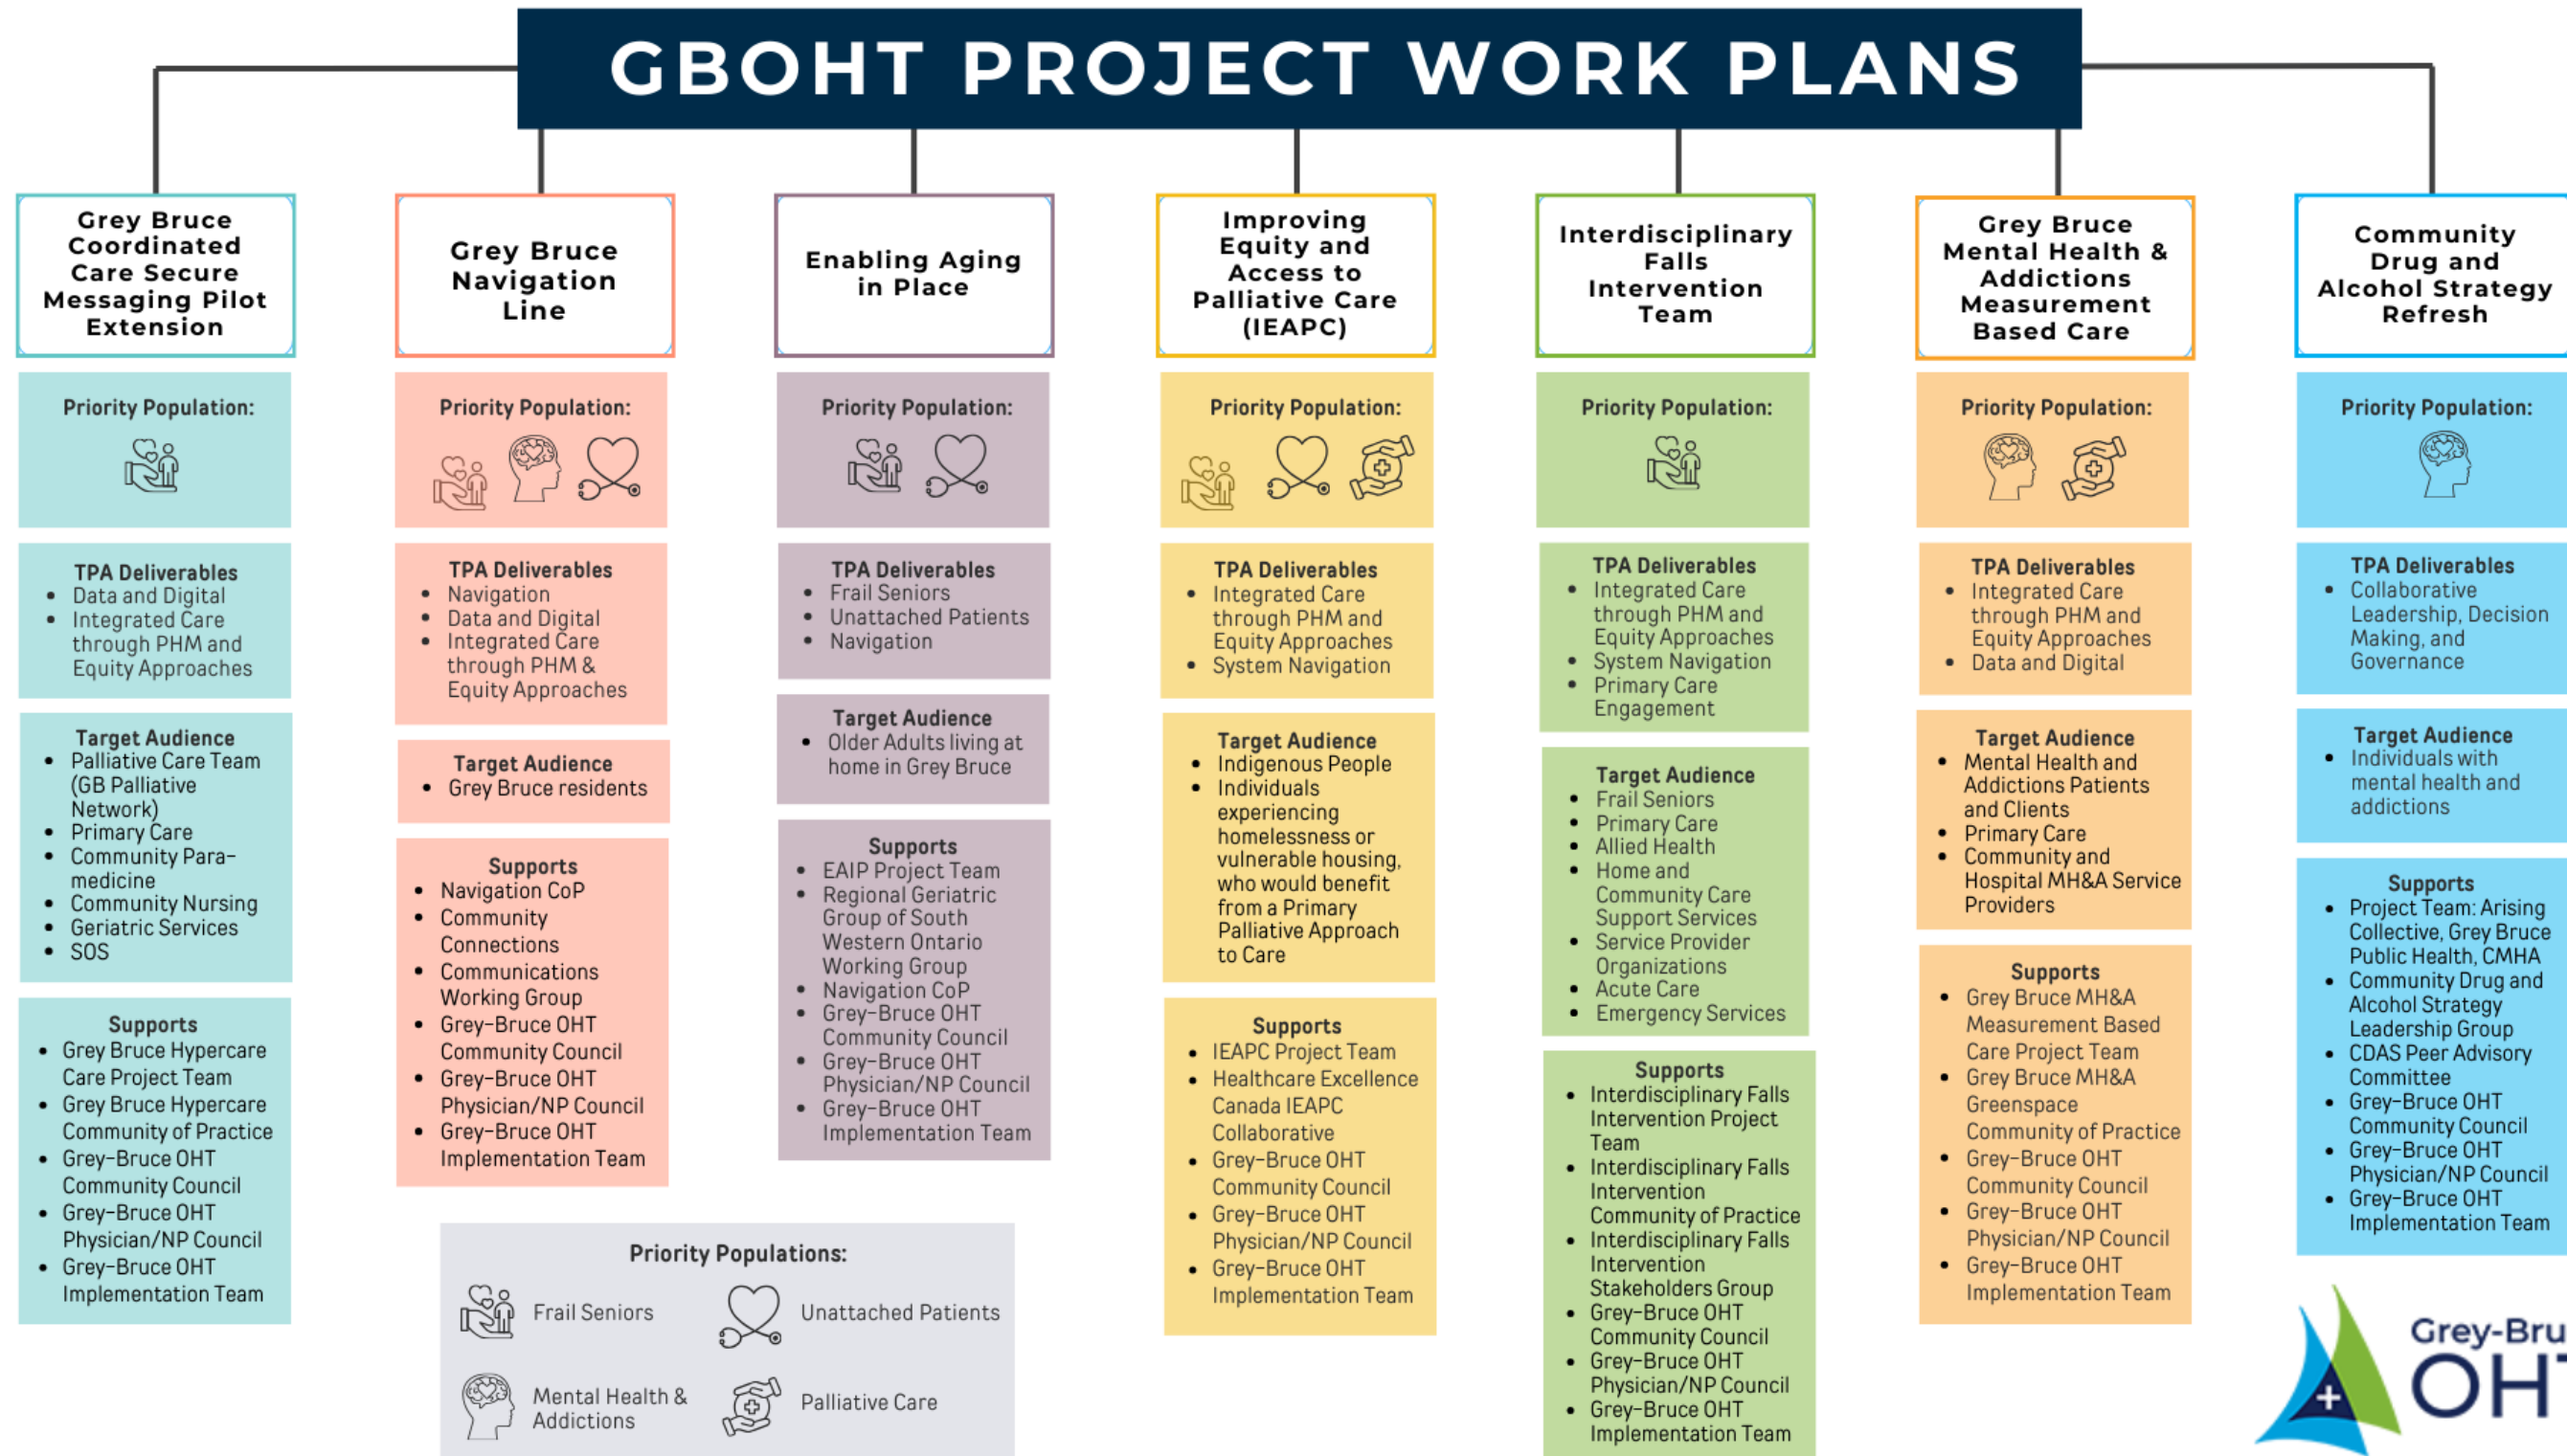 GBOHT PROJECT WORK PLANS
Grey Bruce
Coordinated
Care Secure
Messaging Pilot
Extension
Priority Population:
TPA Deliverables
• Data and Digital
• Integrated Care
through PHM and
Equity Approaches
Target Audience
• Palliative Care Team
(GB Palliative
Network)
• Primary Care
• Community Para-
medicine
• Community Nursing
• Geriatric Services
• SOS
Supports
• Grey Bruce Hypercare
Care Project Team
• Grey Bruce Hypercare
Community of Practice
• Grey-Bruce OHT
Community Council
• Grey-Bruce OHT
Physician/NP Council
• Grey-Bruce OHT
Implementation Team
Grey Bruce
Navigation
Line
Priority Population:
TPA Deliverables
• Navigation
• Data and Digital
• Integrated Care
through PHM &
Equity Approaches
Target Audience
• Grey Bruce residents
Supports
• Navigation CoP
• Community
Connections
• Communications
Working Group
• Grey-Bruce OHT
Community Council
• Grey-Bruce OHT
Physician/NP Council
• Grey-Bruce OHT
Implementation Team
Enabling Aging
in Place
Priority Population:
TPA Deliverables
• Frail Seniors
• Unattached Patients
• Navigation
Target Audience
• Older Adults living at
home in Grey Bruce
Supports
• EAIP Project Team
• Regional Geriatric
Group of South
Western Ontario
Working Group
• Navigation CoP
• Grey-Bruce OHT
Community Council
• Grey-Bruce OHT
Physician/NP Council
• Grey-Bruce OHT
Implementation Team
Improving
Equity and
Access to
Palliative Care
(IEAPC)
Priority Population:
TPA Deliverables
• Integrated Care
through PHM and
Equity Approaches
• System Navigation
Target Audience
• Indigenous People
• Individuals
experiencing
homelessness or
vulnerable housing,
who would benefit
from a Primary
Palliative Approach
to Care
Supports
• IEAPC Project Team
• Healthcare Excellence
Canada IEAPC
Collaborative
• Grey-Bruce OHT
Community Council
• Grey-Bruce OHT
Physician/NP Council
• Grey-Bruce OHT
Implementation Team
Interdisciplinary
Falls
Intervention
Team
Priority Population:
TPA Deliverables
• Integrated Care
through PHM and
Equity Approaches
• System Navigation
• Primary Care
Engagement
Target Audience
• Frail Seniors
• Primary Care
• Allied Health
• Home and
Community Care
Support Services
• Service Provider
Organizations
• Acute Care
• Emergency Services
Supports
• Interdisciplinary Falls
Intervention Project
Team
• Interdisciplinary Falls
Intervention
Community of Practice
• Interdisciplinary Falls
Intervention
Stakeholders Group
• Grey-Bruce OHT
Community Council
• Grey-Bruce OHT
Physician/NP Council
• Grey-Bruce OHT
Implementation Team
Grey Bruce
Mental Health &
Addictions
Measurement
Based Care
Priority Population:
TPA Deliverables
• Integrated Care
through PHM and
Equity Approaches
• Data and Digital
Target Audience
• Mental Health and
Addictions Patients
and Clients
• Primary Care
• Community and
Hospital MH&A Service
Providers
Supports
• Grey Bruce MH&A
Measurement Based
Care Project Team
• Grey Bruce MH&A
Greenspace
Community of Practice
• Grey-Bruce OHT
Community Council
• Grey-Bruce OHT
Physician/NP Council
• Grey-Bruce OHT
Implementation Team
Community
Drug and
Alcohol Strategy
Refresh
Priority Population:
TPA Deliverables
• Collaborative
Leadership, Decision
Making, and
Governance
Target Audience
• Individuals with
mental health and
addictions
Supports
• Project Team: Arising
Collective, Grey Bruce
Public Health, CMHA
• Community Drug and
Alcohol Strategy
Leadership Group
• CDAS Peer Advisory
Committee
• Grey-Bruce OHT
Community Council
• Grey-Bruce OHT
Physician/NP Council
• Grey-Bruce OHT
Implementation Team
Priority Populations:
Frail Seniors
Unattached Patients
Mental Health &
Addictions
Palliative Care
Grey-Bru
OHT